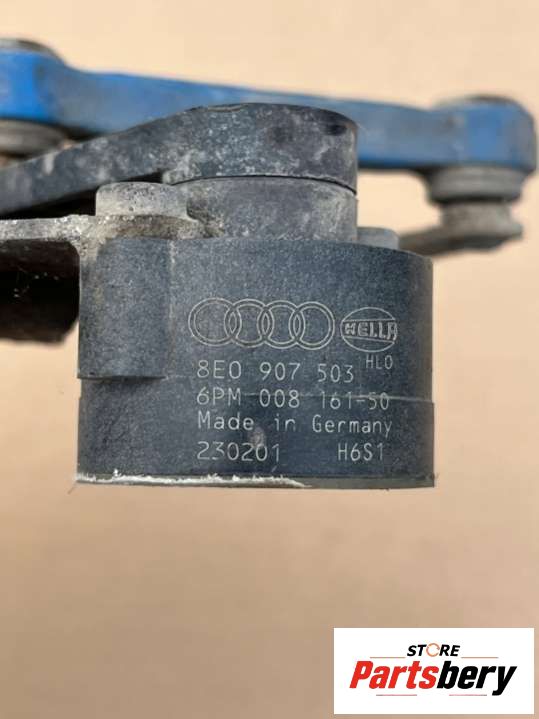 HELLA
HLO
8E0 907 503
6PM 008 161-50
Made in Germany
230201 H6S1
STORE
Partsbery